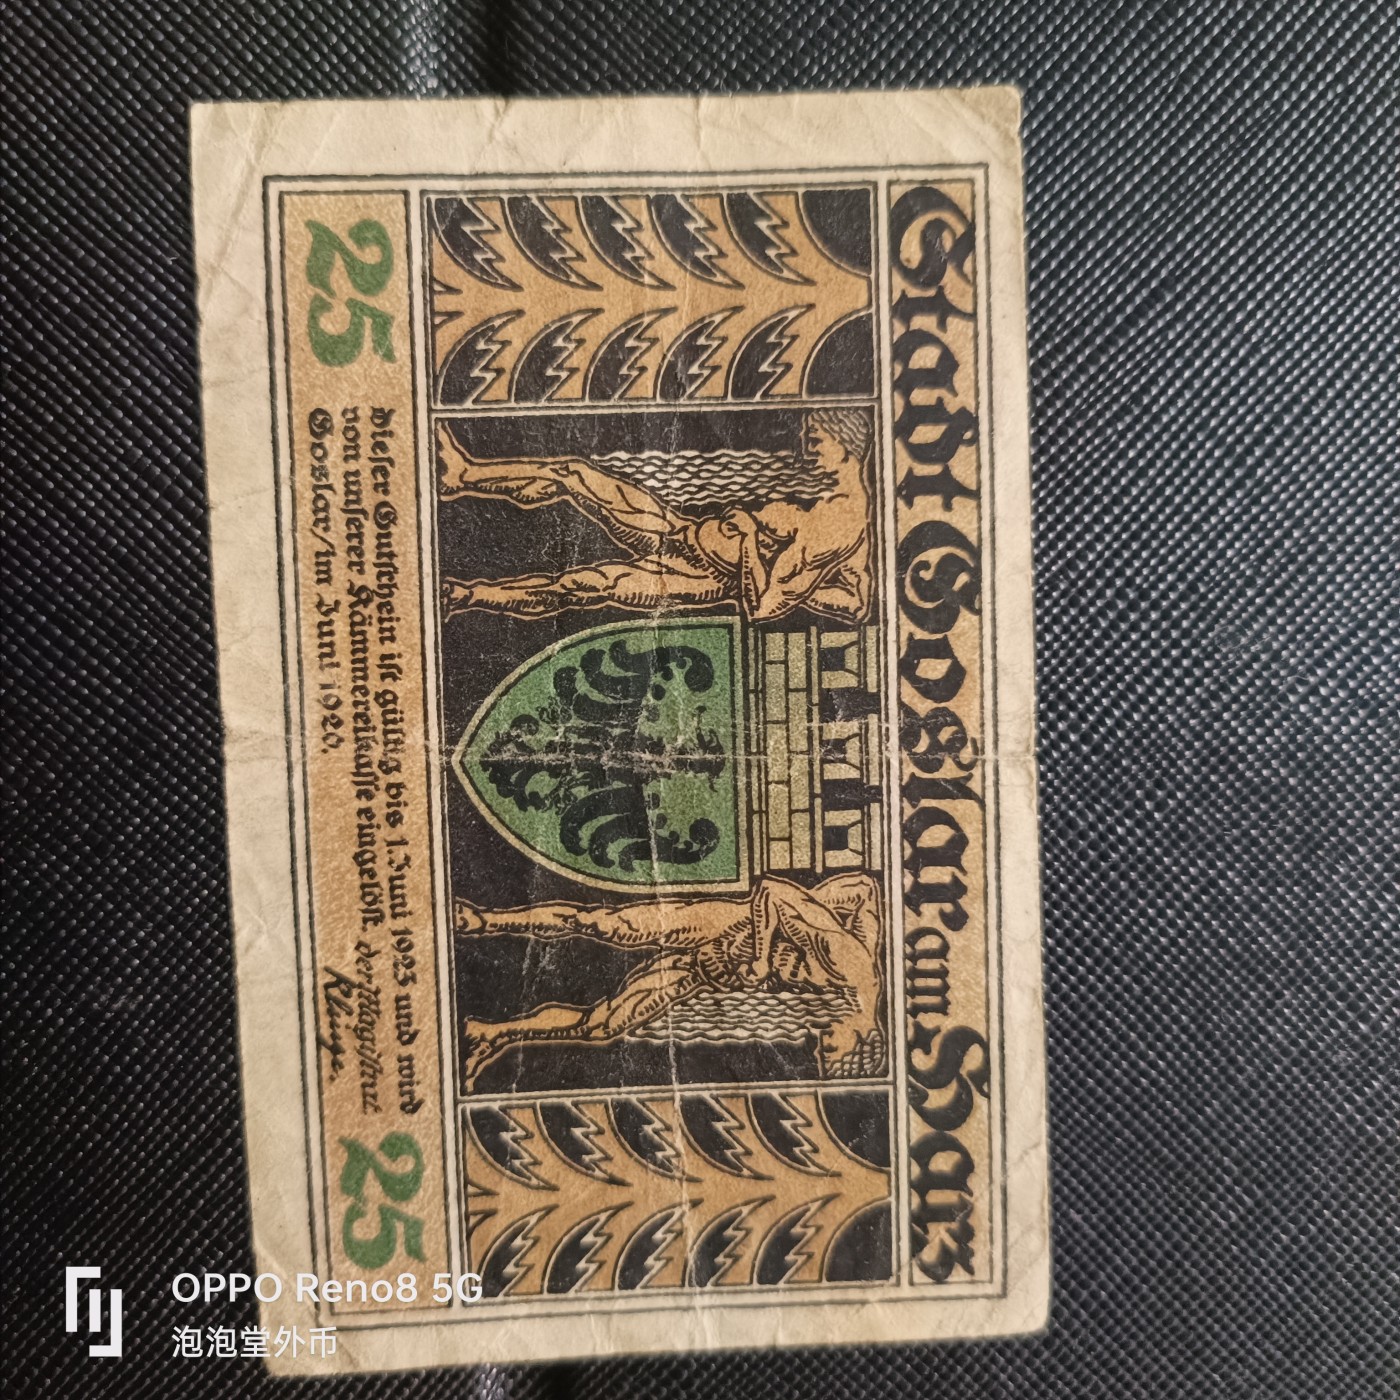 Stadt Goslar am Harz
25
Dieser Gutschein ist gültig bis 1. Juni 1923 und wird
von unserer Kämmereikasse eingelöst. Der Magistrat
Goslar/im Juni 1920.
Klinge.
25
OPPO Reno8 5G
泡泡堂外币